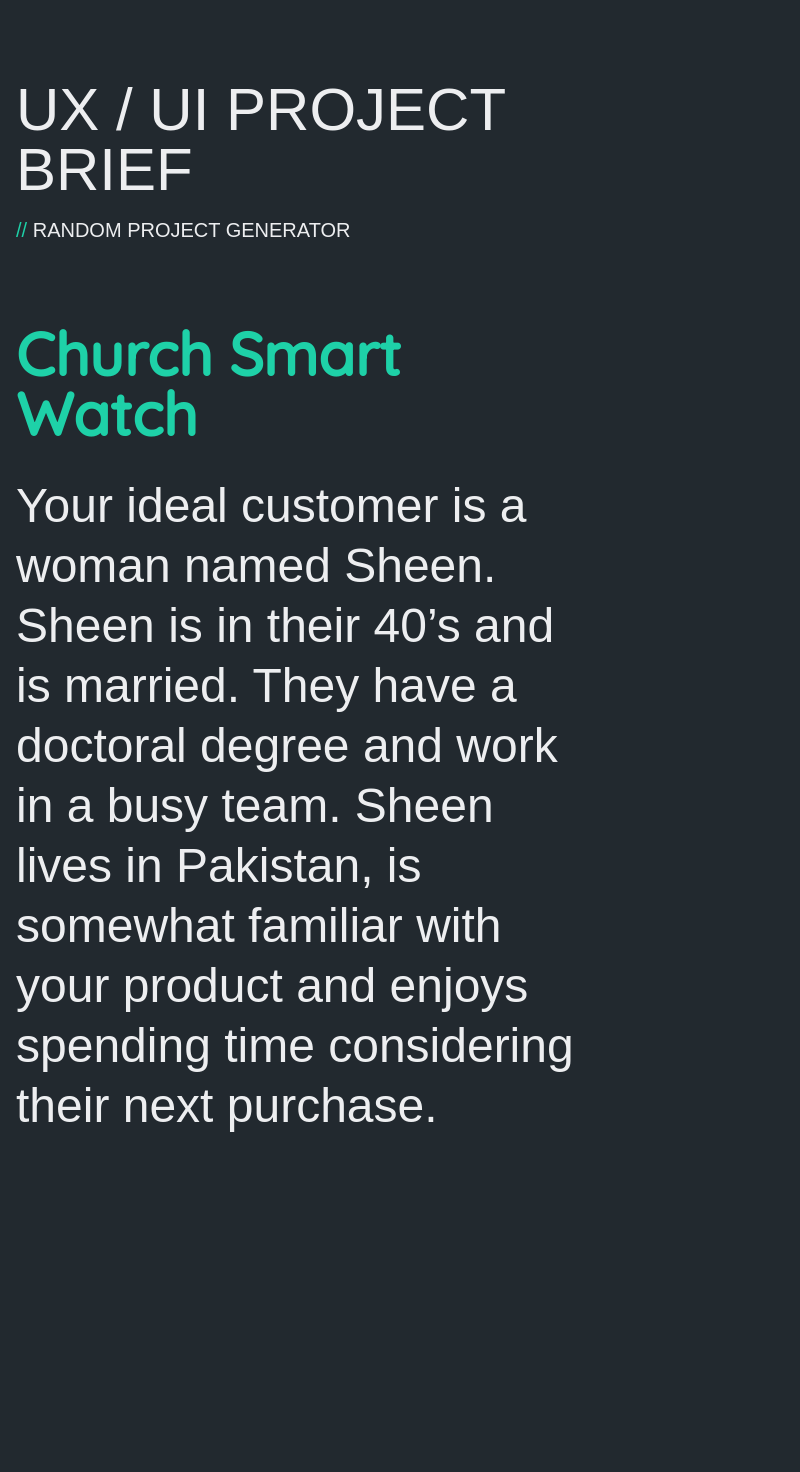 UX / UI PROJECT
BRIEF
// RANDOM PROJECT GENERATOR
Church Smart
Watch
Your ideal customer is a
woman named Sheen.
Sheen is in their 40’s and
is married. They have a
doctoral degree and work
in a busy team. Sheen
lives in Pakistan, is
somewhat familiar with
your product and enjoys
spending time considering
their next purchase.